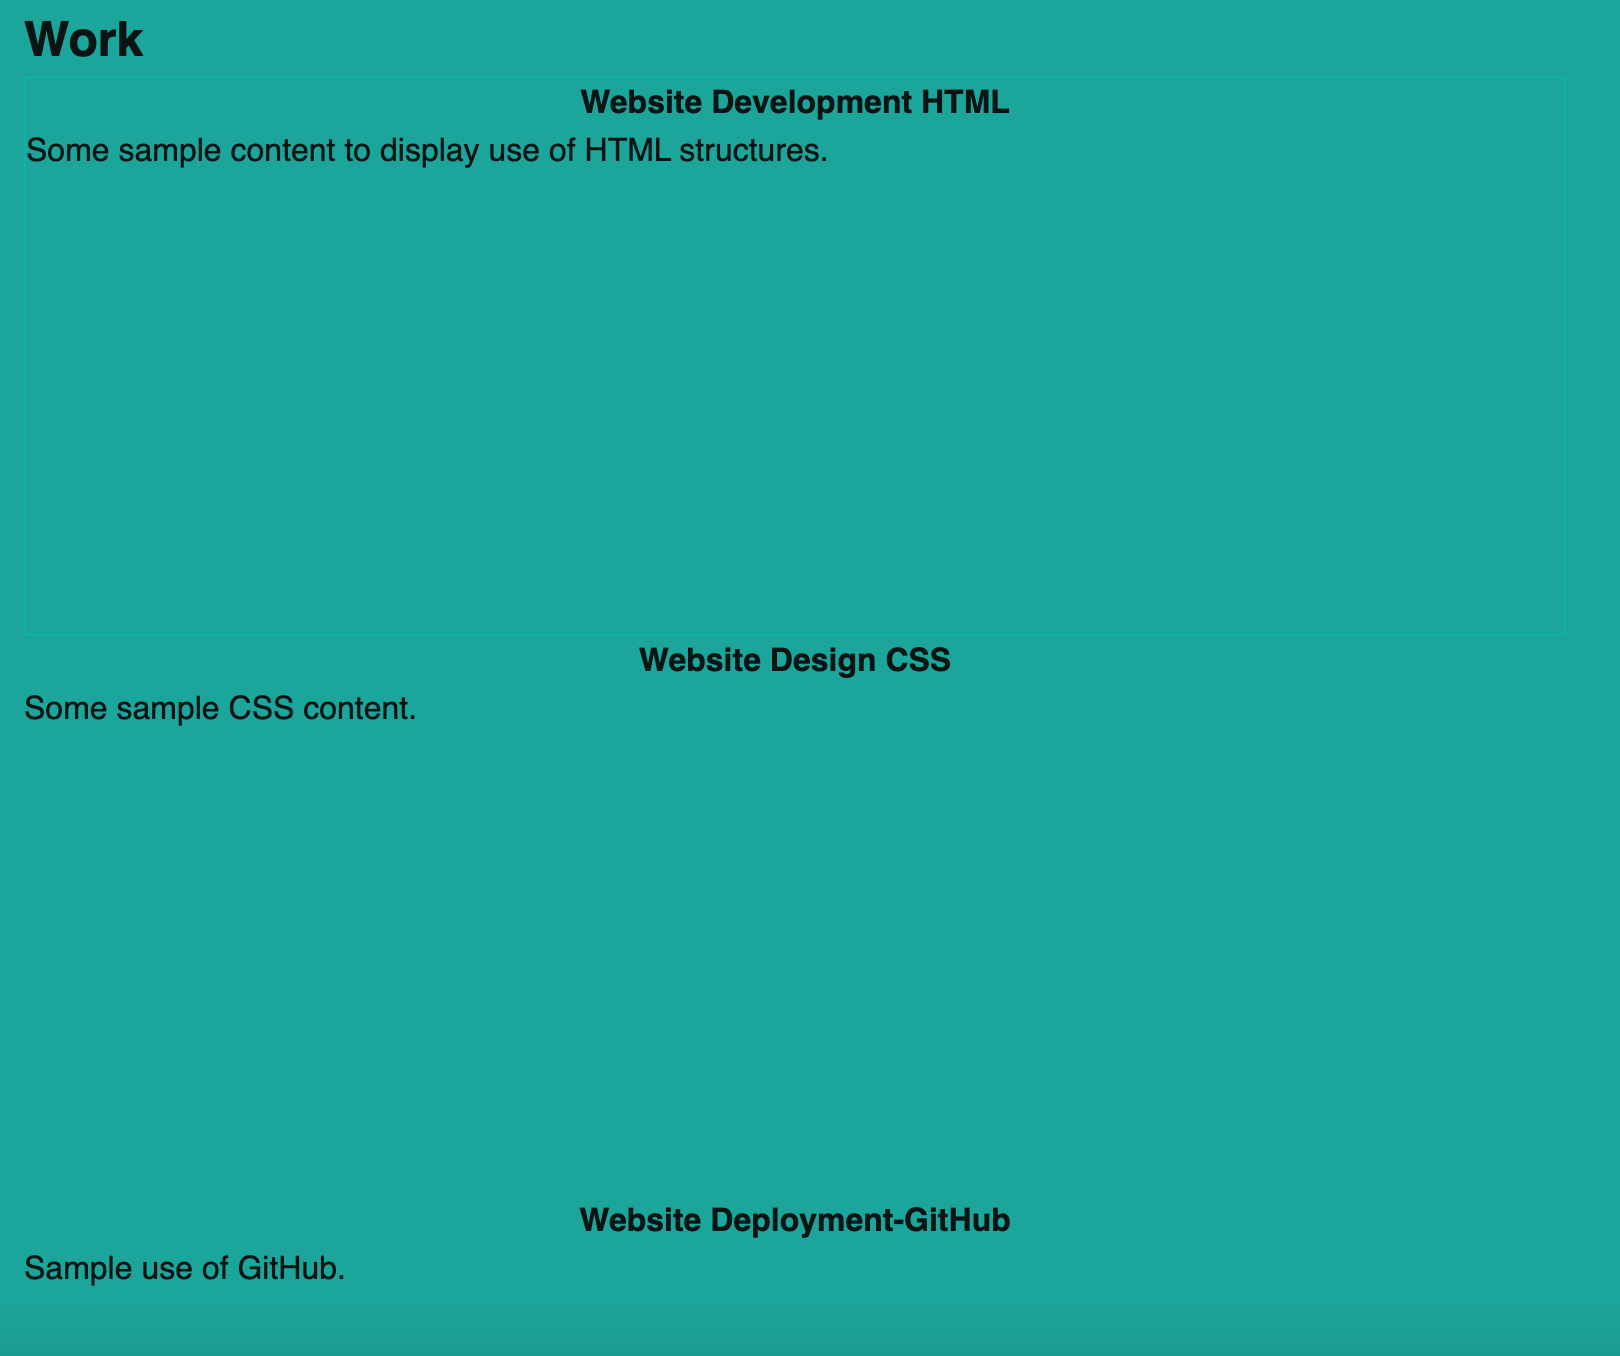 Work
Website Development HTML
Some sample content to display use of HTML structures.
Website Design CSS
Some sample CSS content.
Website Deployment-GitHub
Sample use of GitHub.